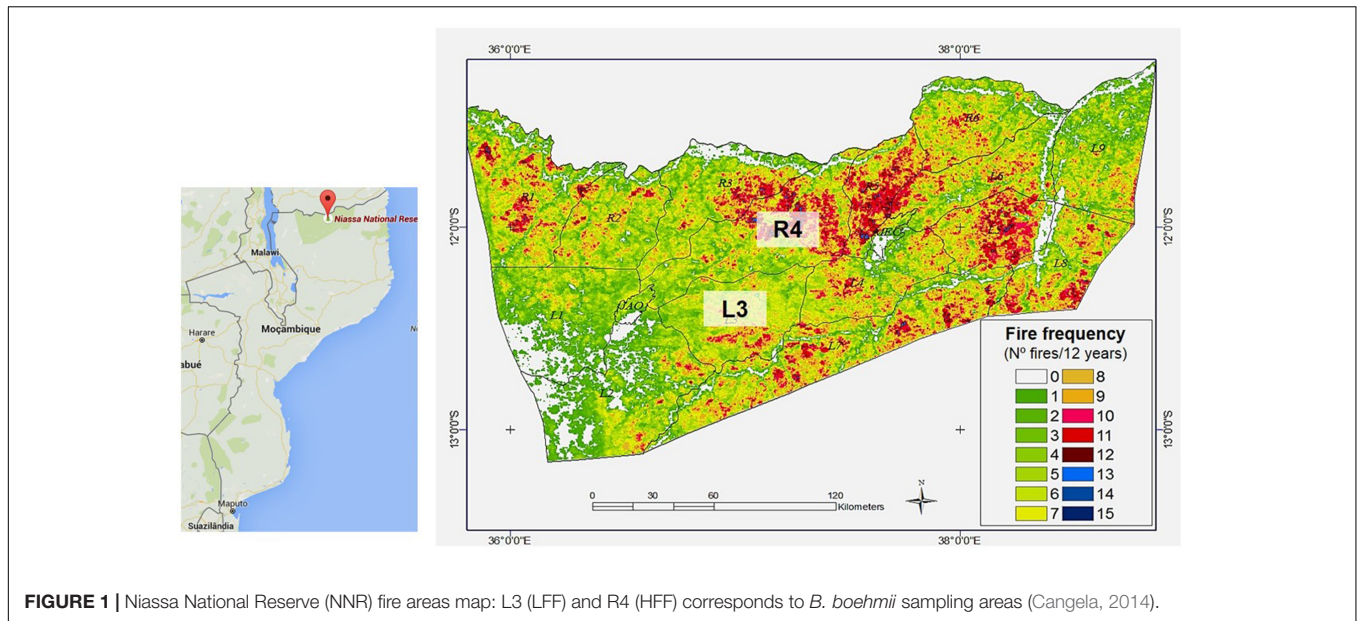 Niassa National Rese
Malawi
Moçambique
Harare
abué
Maputo
Suazilândia
36°0'0"E
38°0'0"E
12°0'0"S
12°0'0"S
13°0'0"S
13°0'0"S
R1
R2
R3
R4
R6
L6
L9
L8
L4
L3
L1
L2
Fire frequency
(Nº fires/12 years)
0 8
1 9
2 10
3 11
4 12
5 13
6 14
7 15
0 30 60 120
Kilometers
N
36°0'0"E
38°0'0"E
FIGURE 1 | Niassa National Reserve (NNR) fire areas map: L3 (LFF) and R4 (HFF) corresponds to B. boehmii sampling areas (Cangela, 2014).